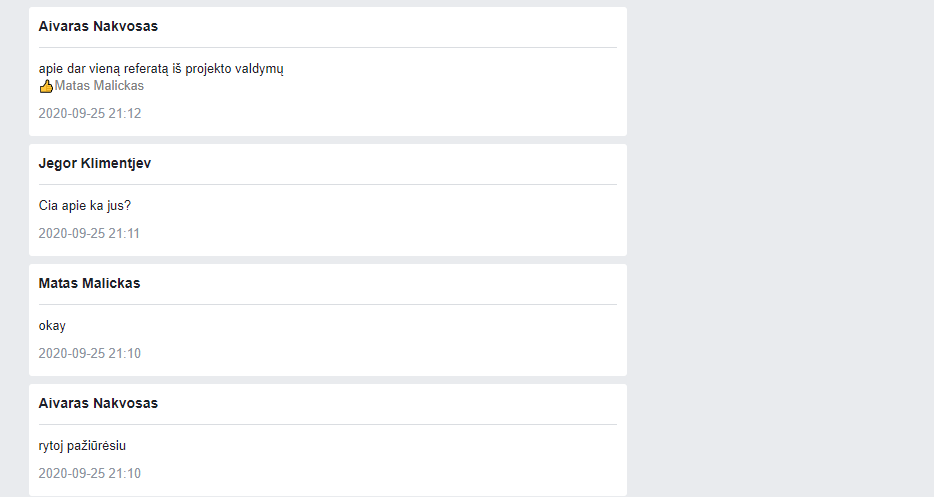 Aivaras Nakvosas
apie dar vieną referatą iš projekto valdymų
👍Matas Malickas
2020-09-25 21:12
Jegor Klimentjev
Cia apie ka jus?
2020-09-25 21:11
Matas Malickas
okay
2020-09-25 21:10
Aivaras Nakvosas
rytoj pažiūrėsiu
2020-09-25 21:10